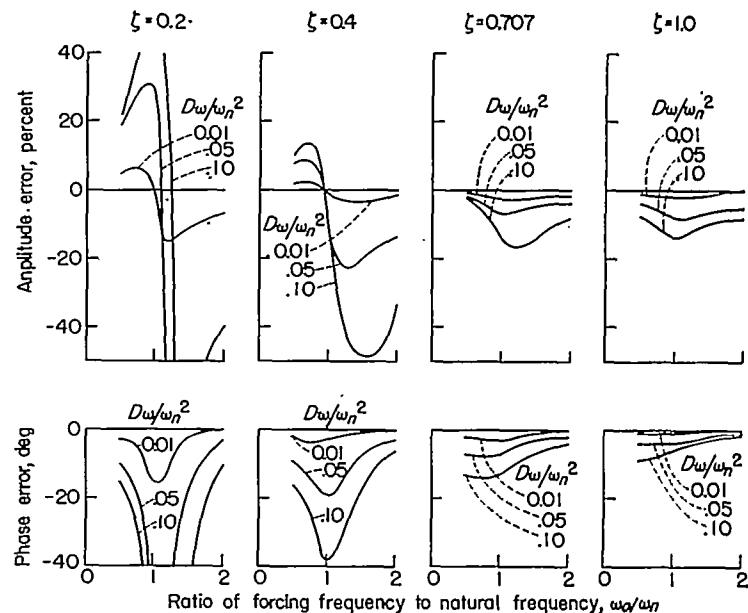 ζ=0.2 ζ=0.4 ζ=0.707 ζ=1.0
Amplitude error, percent
40
20
0
-20
-40
Dω/ωn²
0.01
.05
.10
Dω/ωn²
0.01
.05
.10
Dω/ωn²
0.01
.05
.10
Dω/ωn²
0.01
.05
.10
Phase error, deg
0
-20
-40
Dω/ωn²
0.01
.05
.10
Dω/ωn²
0.01
.05
.10
Dω/ωn²
0.01
.05
.10
Dω/ωn²
0.01
.05
.10
0 1 2 0 1 2 0 1 2 0 1 2
Ratio of forcing frequency to natural frequency, ωa/ωn